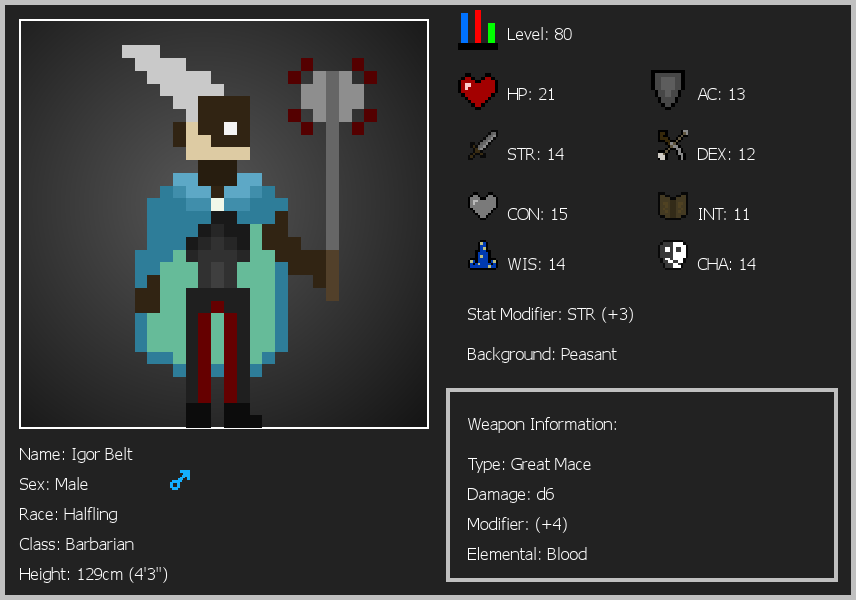 Level: 80
HP: 21
AC: 13
STR: 14
DEX: 12
CON: 15
INT: 11
WIS: 14
CHA: 14
Stat Modifier: STR (+3)
Background: Peasant
Weapon Information:
Type: Great Mace
Damage: d6
Modifier: (+4)
Elemental: Blood
Name: Igor Belt
Sex: Male
Race: Halfling
Class: Barbarian
Height: 129cm (4'3")